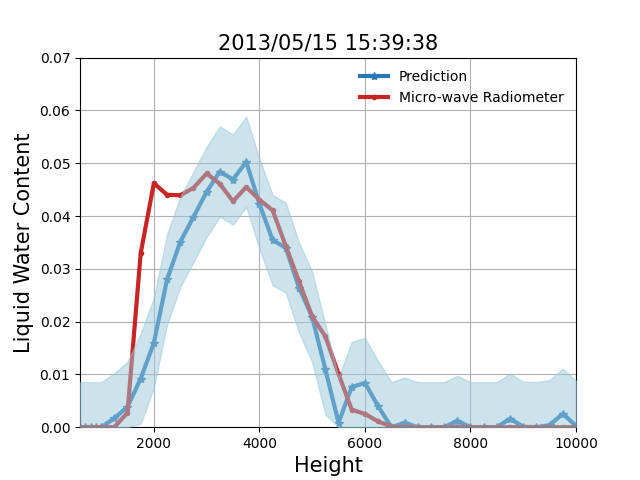 2013/05/15 15:39:38
Prediction
Micro-wave Radiometer
Liquid Water Content
0.07
0.06
0.05
0.04
0.03
0.02
0.01
0.00
2000 4000 6000 8000 10000
Height